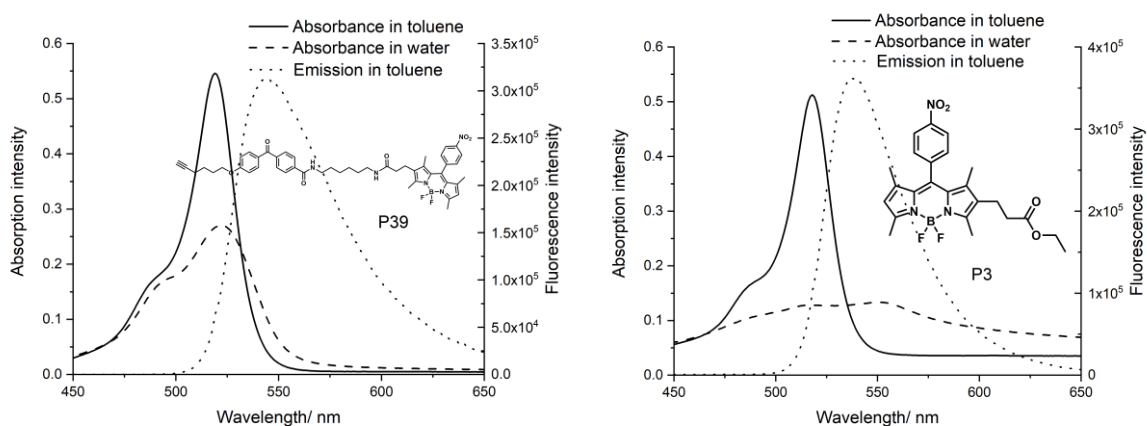 Absorbance in toluene
Absorbance in water
Emission in toluene
0.6
0.5
0.4
0.3
0.2
0.1
0.0
Absorption intensity
3.5x10⁵
3.0x10⁵
2.5x10⁵
2.0x10⁵
1.5x10⁵
1.0x10⁵
5.0x10⁴
0.0
Fluorescence intensity
NO₂
O
O
O
N
H
N
H
O
N
N
B
F
F
P39
450
500
550
600
650
Wavelength/ nm
Absorbance in toluene
Absorbance in water
Emission in toluene
0.6
0.5
0.4
0.3
0.2
0.1
0.0
Absorption intensity
4x10⁵
3x10⁵
2x10⁵
1x10⁵
0
Fluorescence intensity
NO₂
N
N
B
F
F
O
O
P3
450
500
550
600
650
Wavelength/ nm